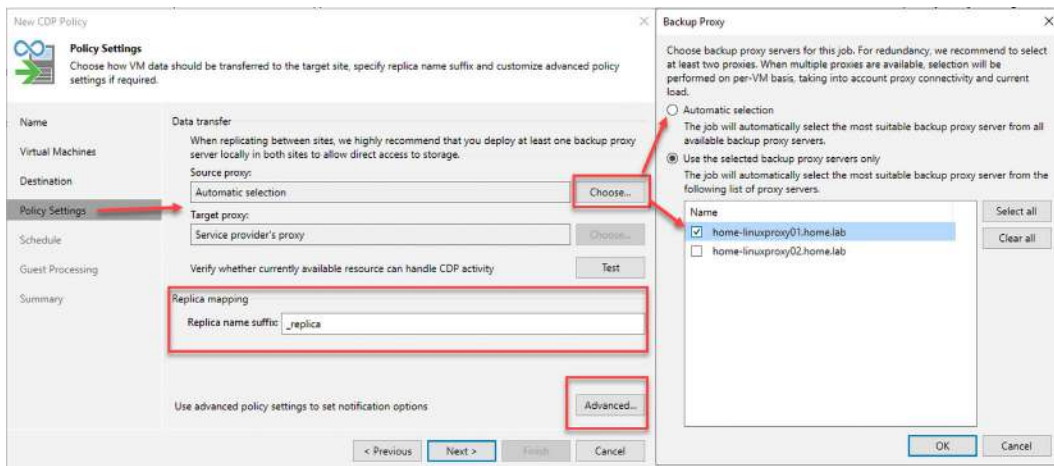 New CDP Policy
Policy Settings
Choose how VM data should be transferred to the target site, specify replica name suffix and customize advanced policy
settings if required.
Name
Virtual Machines
Destination
Policy Settings
Schedule
Guest Processing
Summary
Data transfer
When replicating between sites, we highly recommend that you deploy at least one backup proxy
server locally in both sites to allow direct access to storage.
Source proxy:
Automatic selection
Choose...
Target proxy:
Service provider's proxy
Choose...
Verify whether currently available resource can handle CDP activity
Test
Replica mapping
Replica name suffix:
_replica
Use advanced policy settings to set notification options
Advanced...
< Previous
Next >
Finish
Cancel
Backup Proxy
Choose backup proxy servers for this job. For redundancy, we recommend to select
at least two proxies. When multiple proxies are available, selection will be
performed on per-VM basis, taking into account proxy connectivity and current
load.
Automatic selection
The job will automatically select the most suitable backup proxy server from all
available backup proxy servers.
Use the selected backup proxy servers only
The job will automatically select the most suitable backup proxy server from the
following list of proxy servers.
Name
home-linuxproxy01.home.lab
home-linuxproxy02.home.lab
Select all
Clear all
OK
Cancel